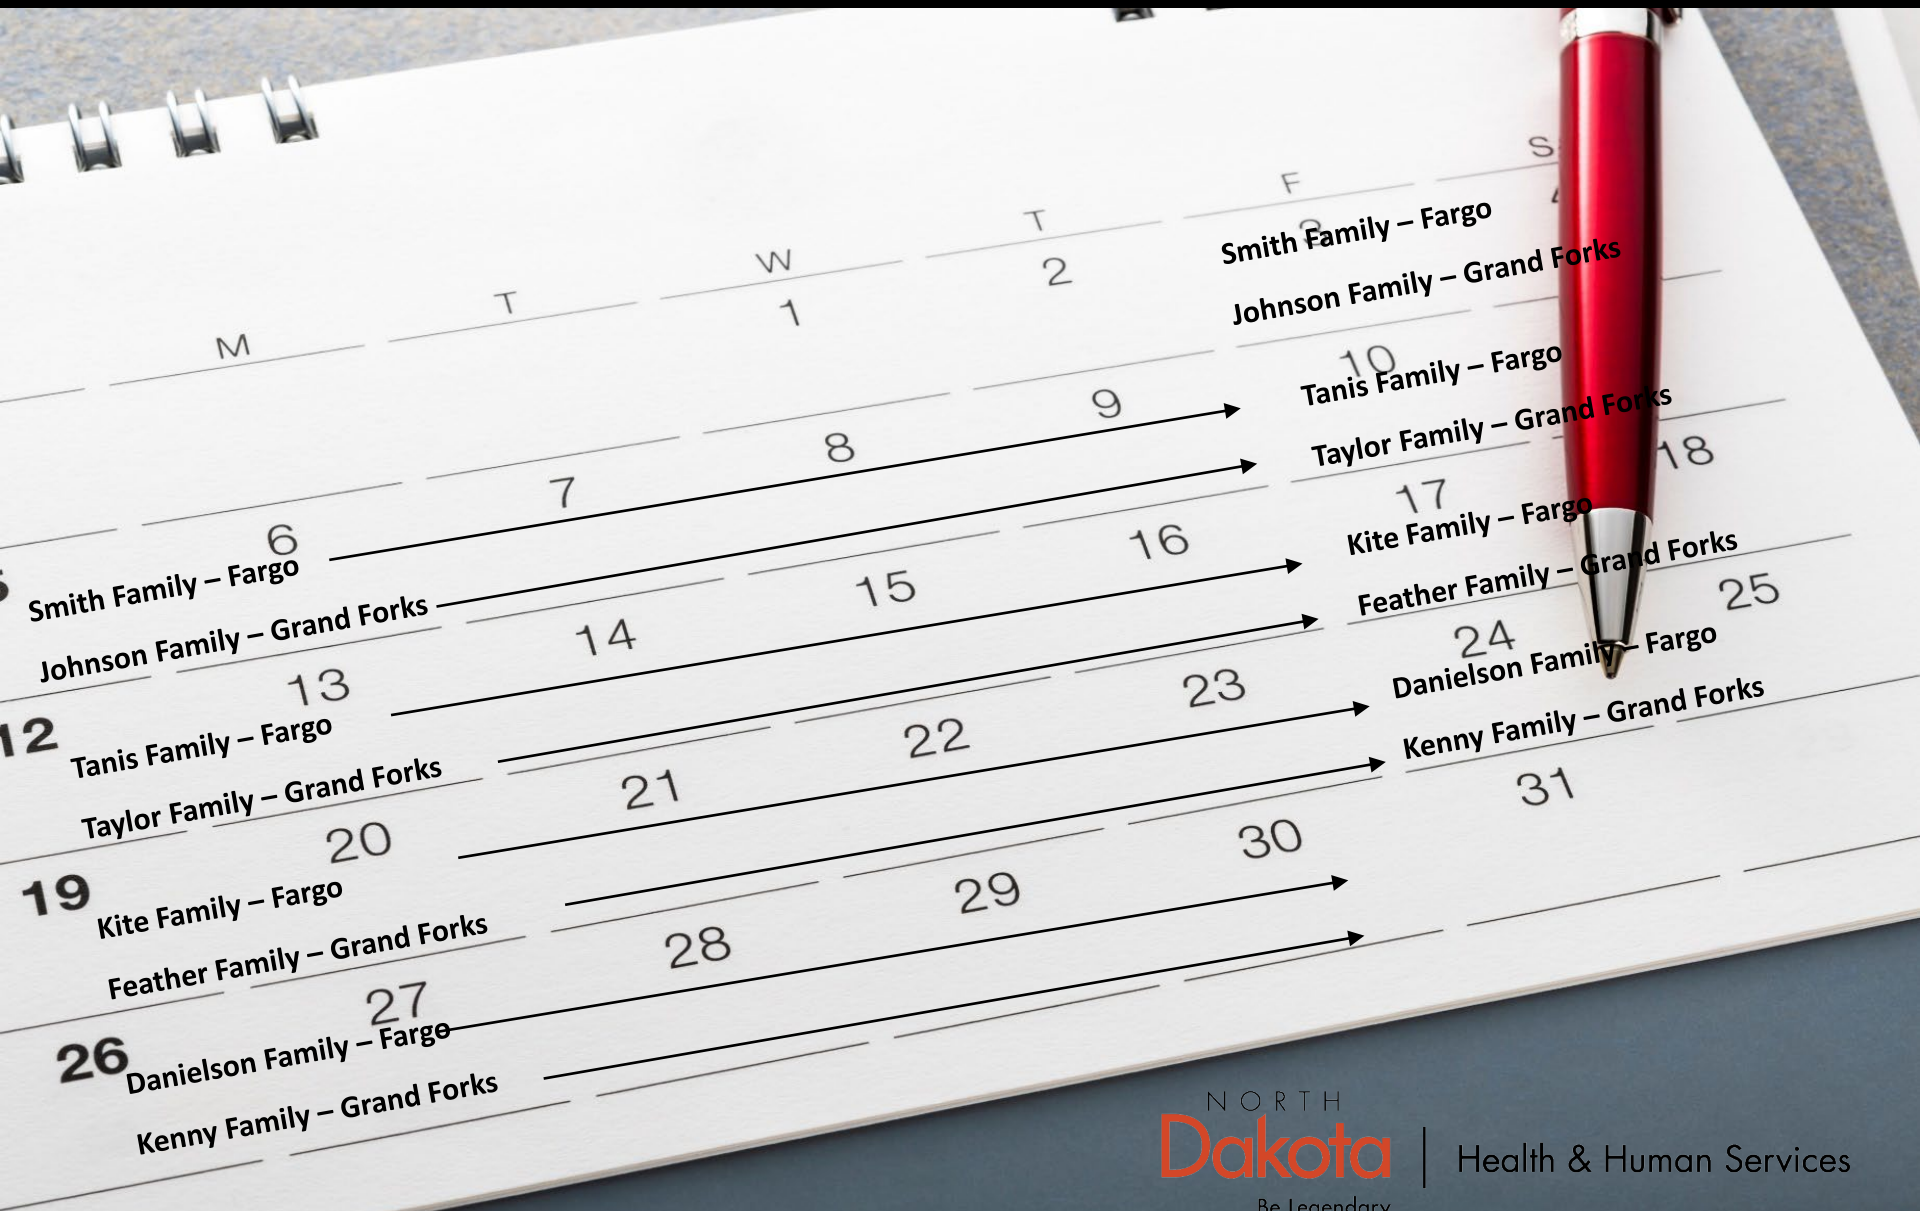 M T W T F S
1 2 3
Smith Family – Fargo
Johnson Family – Grand Forks
6 7 8 9 10
Smith Family – Fargo
Johnson Family – Grand Forks
Tanis Family – Fargo
Taylor Family – Grand Forks
12 13 14 15 16 17 18
Tanis Family – Fargo
Taylor Family – Grand Forks
Kite Family – Fargo
Feather Family – Grand Forks
19 20 21 22 23 24 25
Kite Family – Fargo
Feather Family – Grand Forks
Danielson Family – Fargo
Kenny Family – Grand Forks
26 27 28 29 30 31
Danielson Family – Fargo
Kenny Family – Grand Forks
NORTH
Dakota
Be Legendary
Health & Human Services